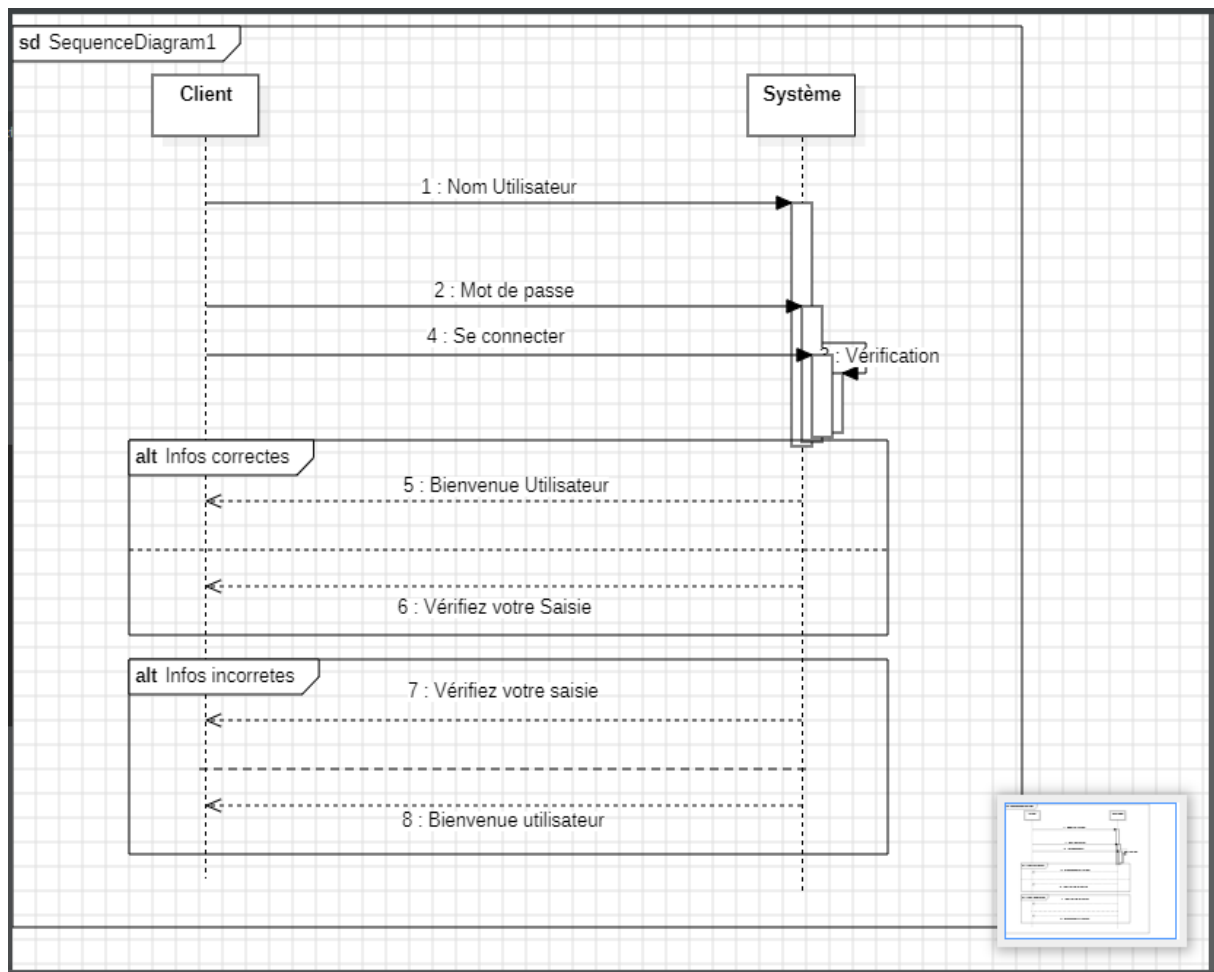 sd SequenceDiagram1
Client
Système
1 : Nom Utilisateur
2 : Mot de passe
4 : Se connecter
: Vérification
alt Infos correctes
5 : Bienvenue Utilisateur
6 : Vérifiez votre Saisie
alt Infos incorretes
7 : Vérifiez votre saisie
8 : Bienvenue utilisateur